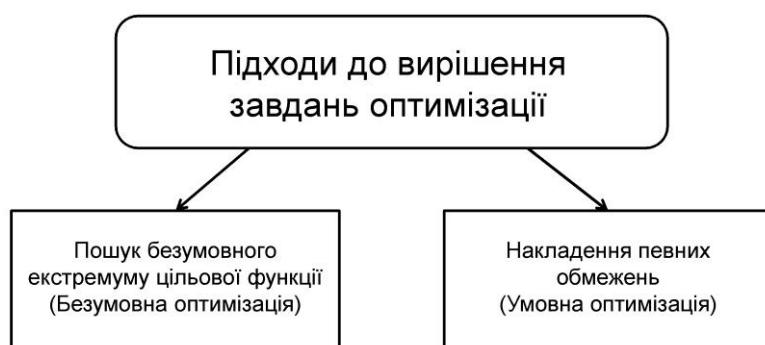 Підходи до вирішення
завдань оптимізації
Пошук безумовного
екстремуму цільової функції
(Безумовна оптимізація)
Накладення певних
обмежень
(Умовна оптимізація)